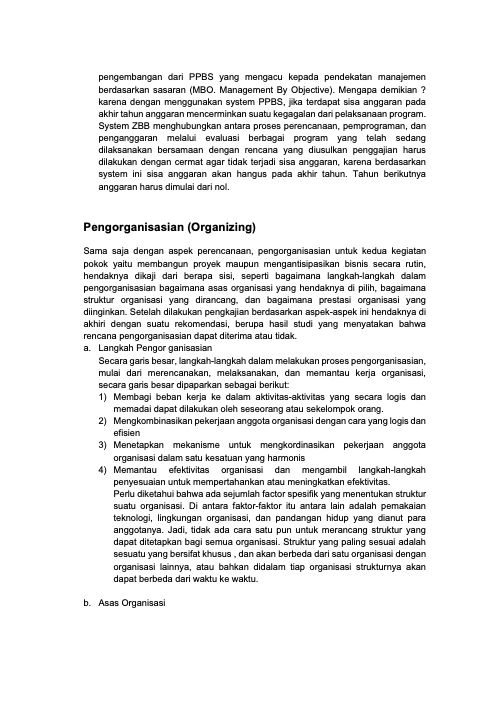 pengembangan dari PPBS yang mengacu kepada pendekatan manajemen
berdasarkan sasaran (MBO. Management By Objective). Mengapa demikian ?
karena dengan menggunakan system PPBS, jika terdapat sisa anggaran pada
akhir tahun anggaran mencerminkan suatu kegagalan dari pelaksanaan program.
System ZBB menghubungkan antara proses perencanaan, pemprograman, dan
penganggaran melalui evaluasi berbagai program yang telah sedang
dilaksanakan bersamaan dengan rencana yang diusulkan penggajian harus
dilakukan dengan cermat agar tidak terjadi sisa anggaran, karena berdasarkan
system ini sisa anggaran akan hangus pada akhir tahun. Tahun berikutnya
anggaran harus dimulai dari nol.
Pengorganisasian (Organizing)
Sama saja dengan aspek perencanaan, pengorganisasian untuk kedua kegiatan
pokok yaitu membangun proyek maupun mengantisipasikan bisnis secara rutin,
hendaknya dikaji dari berapa sisi, seperti bagaimana langkah-langkah dalam
pengorganisasian bagaimana asas organisasi yang hendaknya di pilih, bagaimana
struktur organisasi yang dirancang, dan bagaimana prestasi organisasi yang
diinginkan. Setelah dilakukan pengkajian berdasarkan aspek-aspek ini hendaknya di
akhiri dengan suatu rekomendasi, berupa hasil studi yang menyatakan bahwa
rencana pengorganisasian dapat diterima atau tidak.
a. Langkah Pengor ganisasian
Secara garis besar, langkah-langkah dalam melakukan proses pengorganisasian,
mulai dari merencanakan, melaksanakan, dan memantau kerja organisasi,
secara garis besar dipaparkan sebagai berikut:
1) Membagi beban kerja ke dalam aktivitas-aktivitas yang secara logis dan
memadai dapat dilakukan oleh seseorang atau sekelompok orang.
2) Mengkombinasikan pekerjaan anggota organisasi dengan cara yang logis dan
efisien
3) Menetapkan mekanisme untuk mengkordinasikan pekerjaan anggota
organisasi dalam satu kesatuan yang harmonis
4) Memantau efektivitas organisasi dan mengambil langkah-langkah
penyesuaian untuk mempertahankan atau meningkatkan efektivitas.
Perlu diketahui bahwa ada sejumlah factor spesifik yang menentukan struktur
suatu organisasi. Di antara faktor-faktor itu antara lain adalah pemakaian
teknologi, lingkungan organisasi, dan pandangan hidup yang dianut para
anggotanya. Jadi, tidak ada cara satu pun untuk merancang struktur yang
dapat ditetapkan bagi semua organisasi. Struktur yang paling sesuai adalah
sesuatu yang bersifat khusus , dan akan berbeda dari satu organisasi dengan
organisasi lainnya, atau bahkan didalam tiap organisasi strukturnya akan
dapat berbeda dari waktu ke waktu.
b. Asas Organisasi